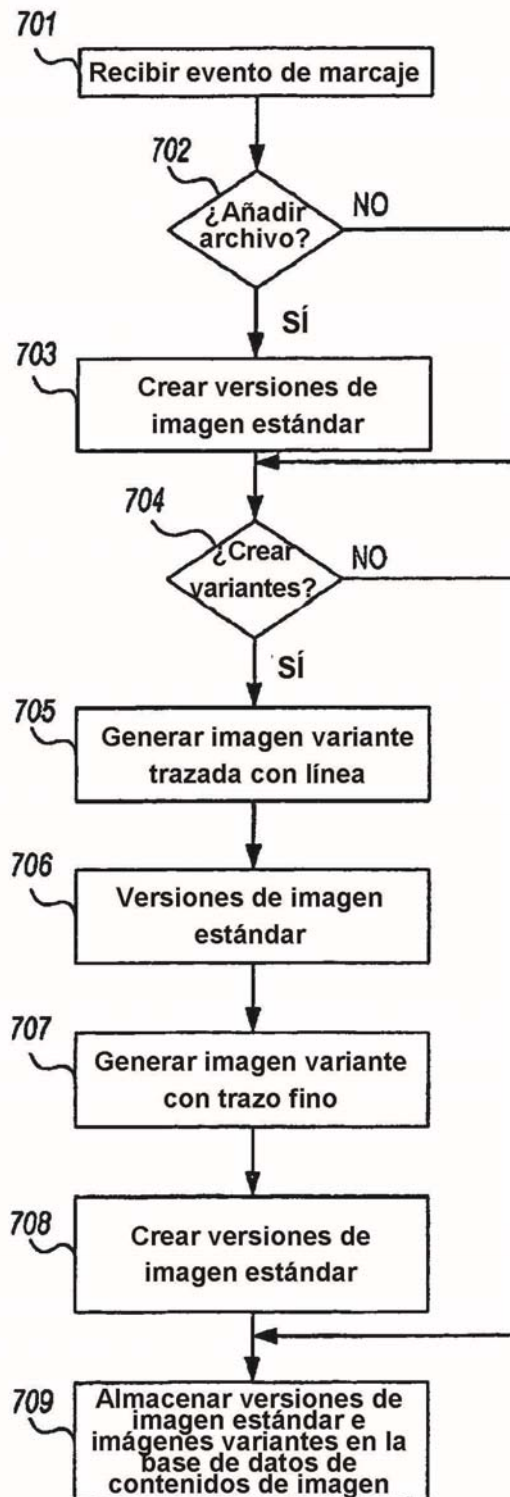 701
Recibir evento de marcaje
702
¿Añadir
archivo?
NO
SÍ
703
Crear versiones de
imagen estándar
704
¿Crear
variantes?
NO
SÍ
705
Generar imagen variante
trazada con línea
706
Versiones de imagen
estándar
707
Generar imagen variante
con trazo fino
708
Crear versiones de
imagen estándar
709
Almacenar versiones de
imagen estándar e
imágenes variantes en la
base de datos de
contenidos de imagen